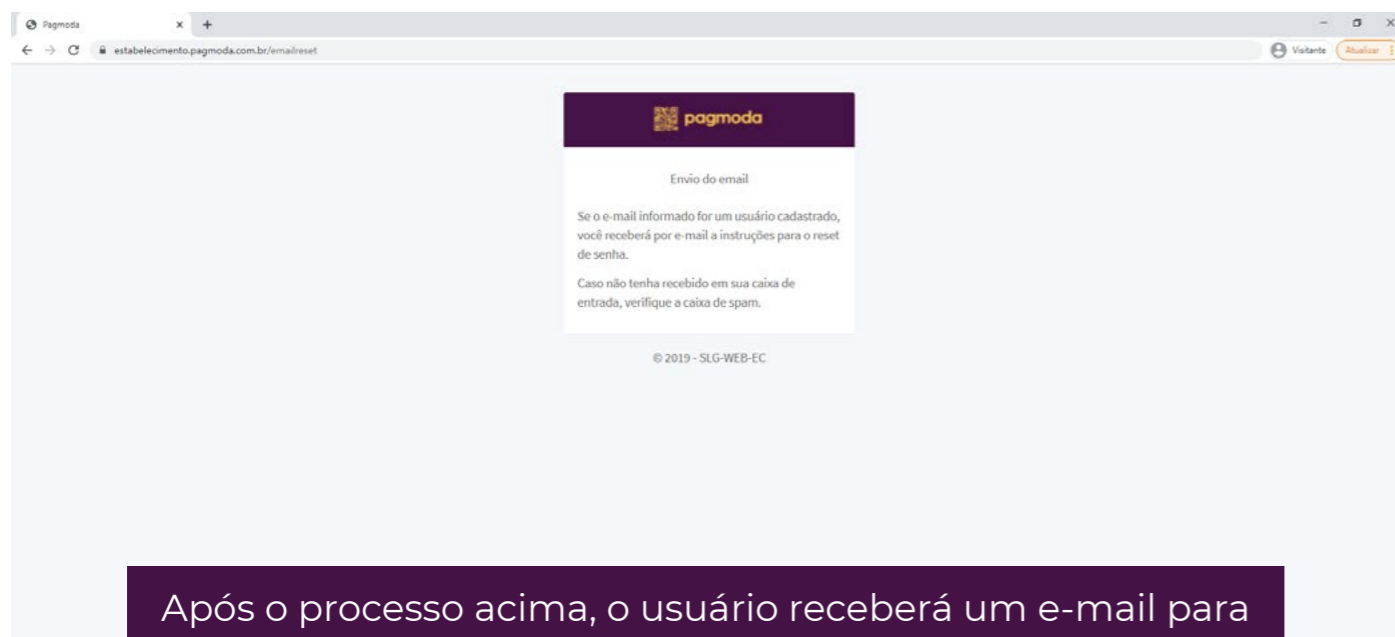 Pagmoda
estabelecimento.pagmoda.com.br/emailreset
Visitante
Atualizar
pagmoda
Envio do email
Se o e-mail informado for um usuário cadastrado,
você receberá por e-mail a instruções para o reset
de senha.
Caso não tenha recebido em sua caixa de
entrada, verifique a caixa de spam.
© 2019 - SLG-WEB-EC
Após o processo acima, o usuário receberá um e-mail para